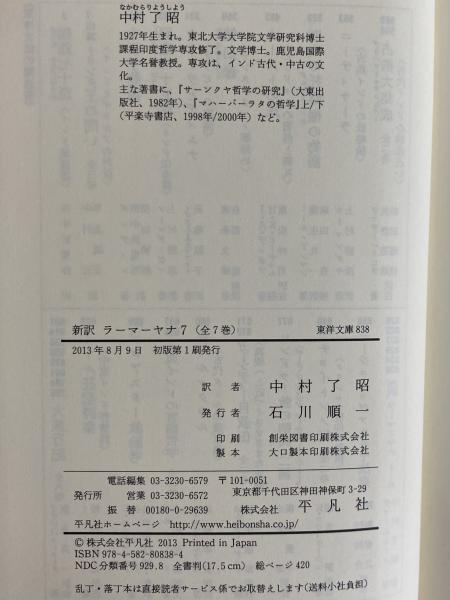 なかむらりようしよう
中村了昭
1927年生まれ。東北大学大学院文学研究科博士
課程印度哲学専攻修了。文学博士。鹿児島国際
大学名誉教授。専攻は、インド古代・中古の文
化。
主な著書に、『サーンクヤ哲学の研究』（大東出
版社、1982年）、『マハーバーラタの哲学』上/下
（平楽寺書店、1998年/2000年）など。
新訳 ラーマーヤナ7（全7巻） 東洋文庫838
2013年8月9日 初版第1刷発行
訳者 中村了昭
発行者 石川順一
印刷 創栄図書印刷株式会社
製本 大口製本印刷株式会社
電話編集 03-3230-6579 〒101-0051
発行所 営業 03-3230-6572 東京都千代田区神田神保町3-29
振替 00180-0-29639 株式会社 平凡社
平凡社ホームページ http://www.heibonsha.co.jp/
© 株式会社平凡社 2013 Printed in Japan
ISBN 978-4-582-80838-4
NDC分類番号929.8 全書判(17.5cm) 総ページ420
乱丁・落丁本は直接読者サービス係でお取替えします(送料小社負担)